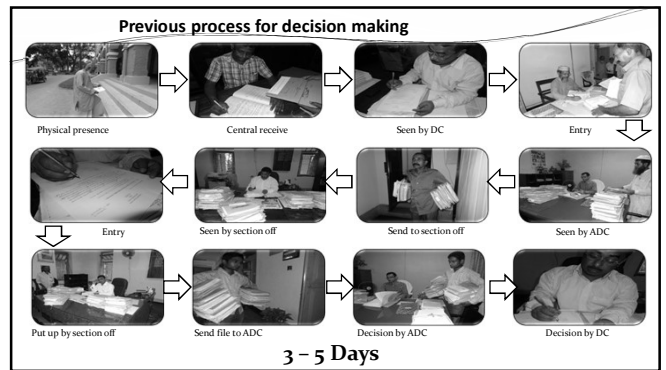 Previous process for decision making
Physical presence
Central receive
Seen by DC
Entry
Seen by ADC
Send to section off
Seen by section off
Entry
Put up by section off
Send file to ADC
Decision by ADC
Decision by DC
3 – 5 Days